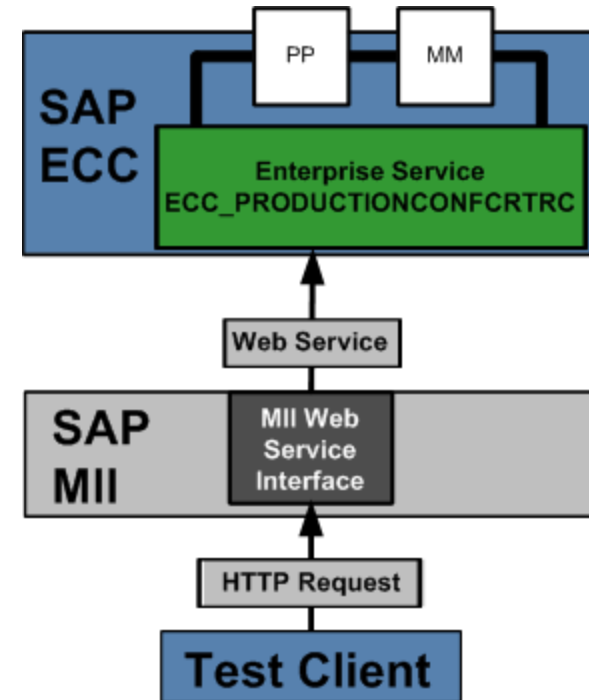 PP
MM
SAP
ECC
Enterprise Service
ECC_PRODUCTIONCONFCRTRC
Web Service
SAP
MII
MII Web
Service
Interface
HTTP Request
Test Client